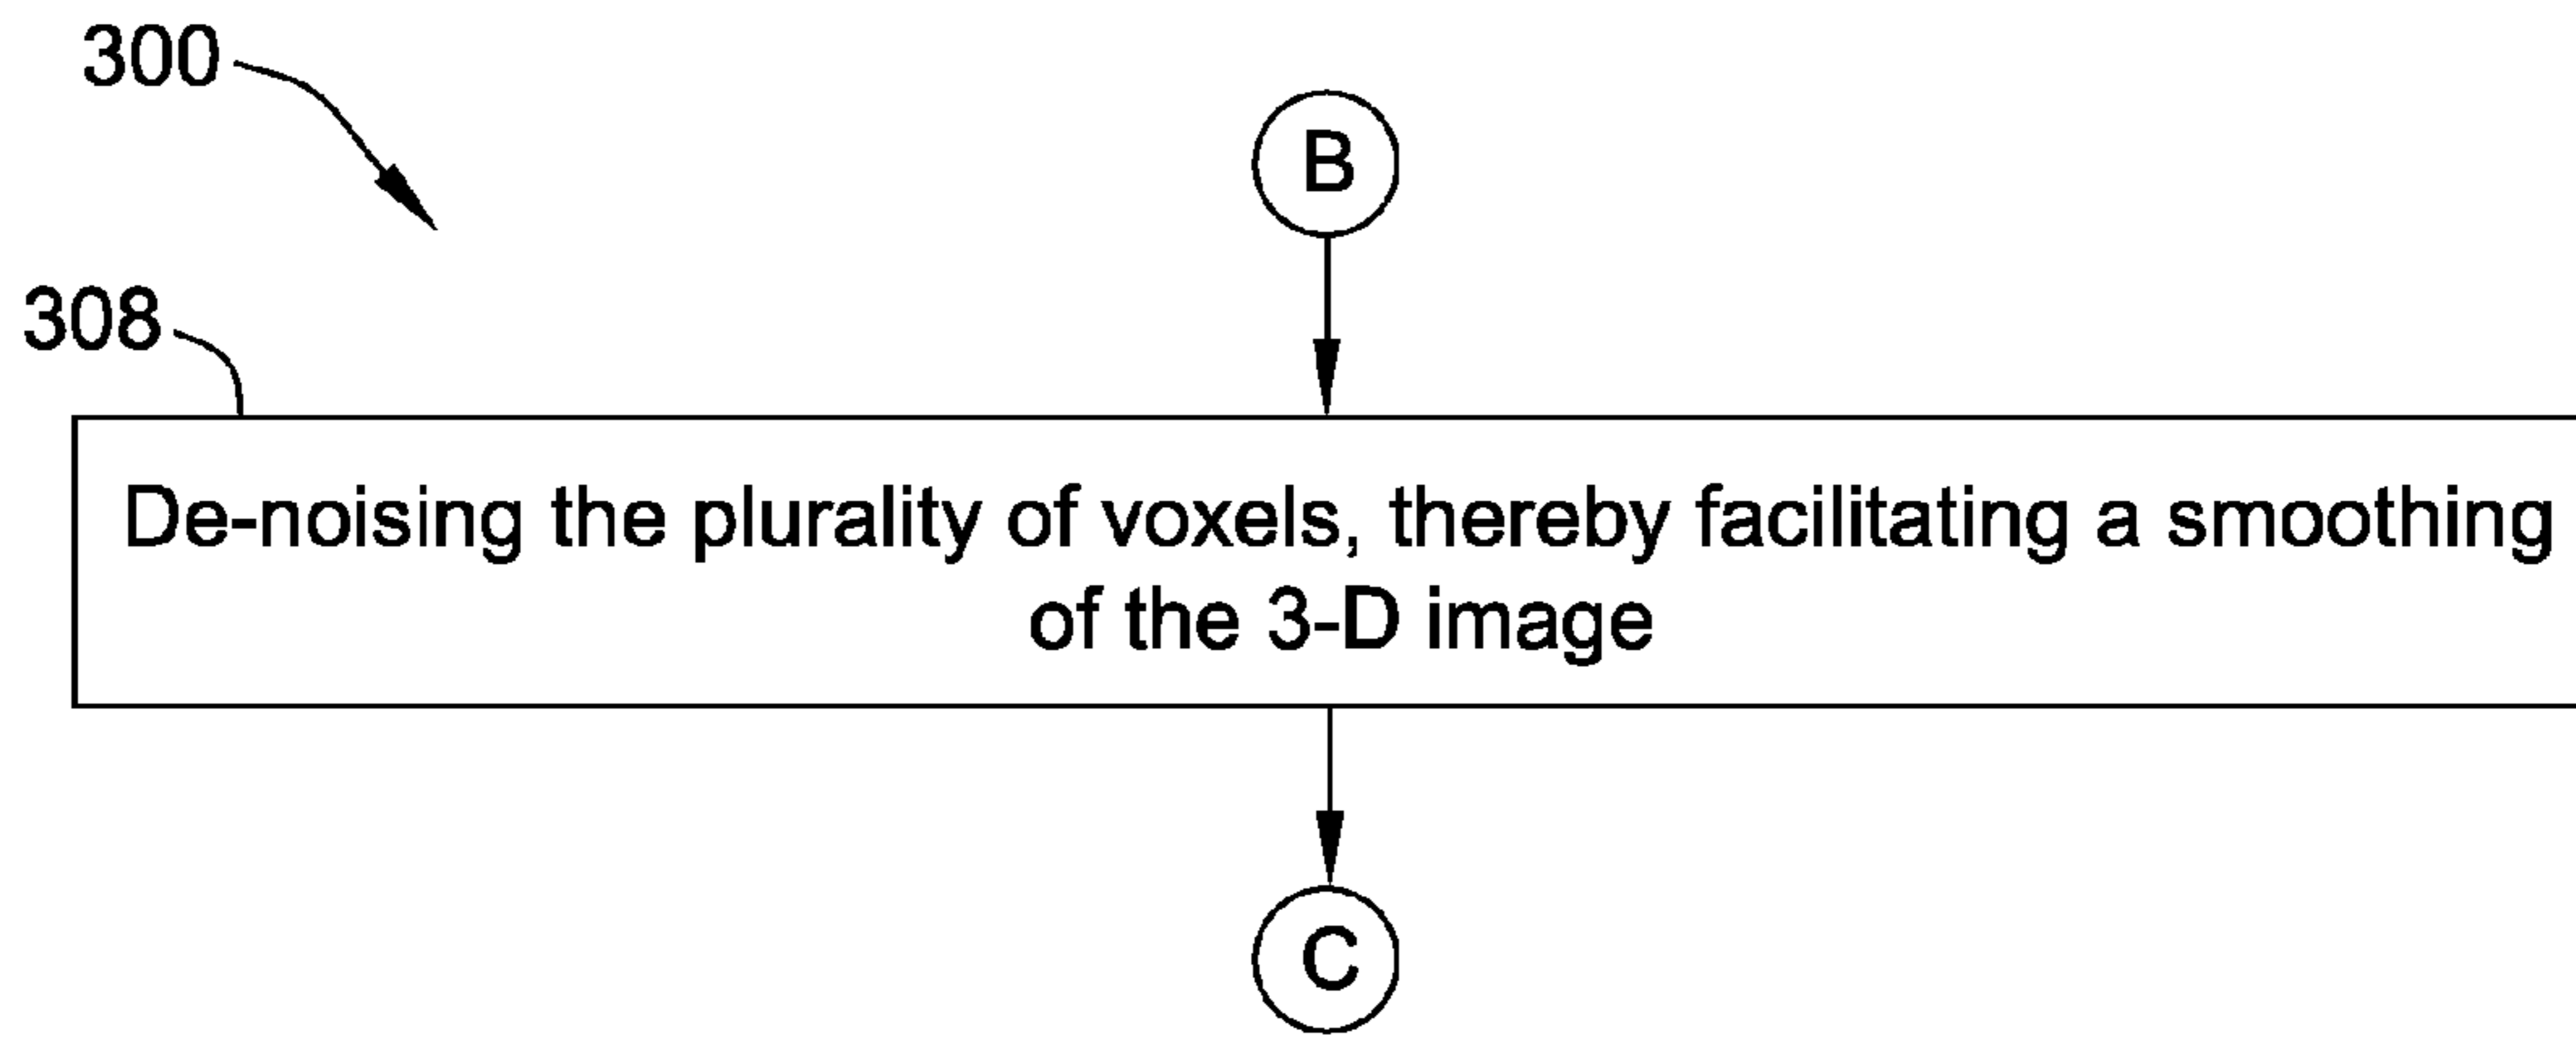 300
B
308
De-noising the plurality of voxels, thereby facilitating a smoothing
of the 3-D image
C